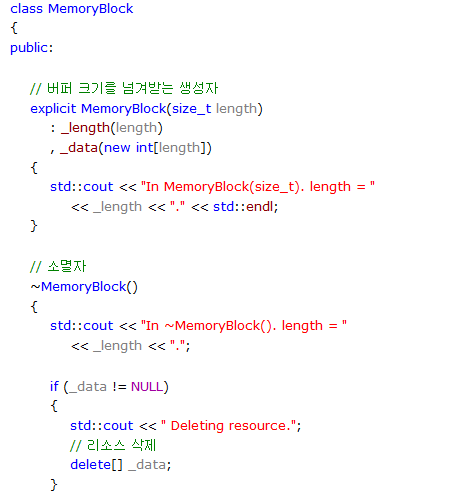 class MemoryBlock
{
public:
// 버퍼 크기를 넘겨받는 생성자
explicit MemoryBlock(size_t length)
: _length(length)
, _data(new int[length])
{
std::cout << "In MemoryBlock(size_t). length = "
<< _length << "." << std::endl;
}
// 소멸자
~MemoryBlock()
{
std::cout << "In ~MemoryBlock(). length = "
<< _length << ".";
if (_data != NULL)
{
std::cout << " Deleting resource.";
// 리소스 삭제
delete[] _data;
}